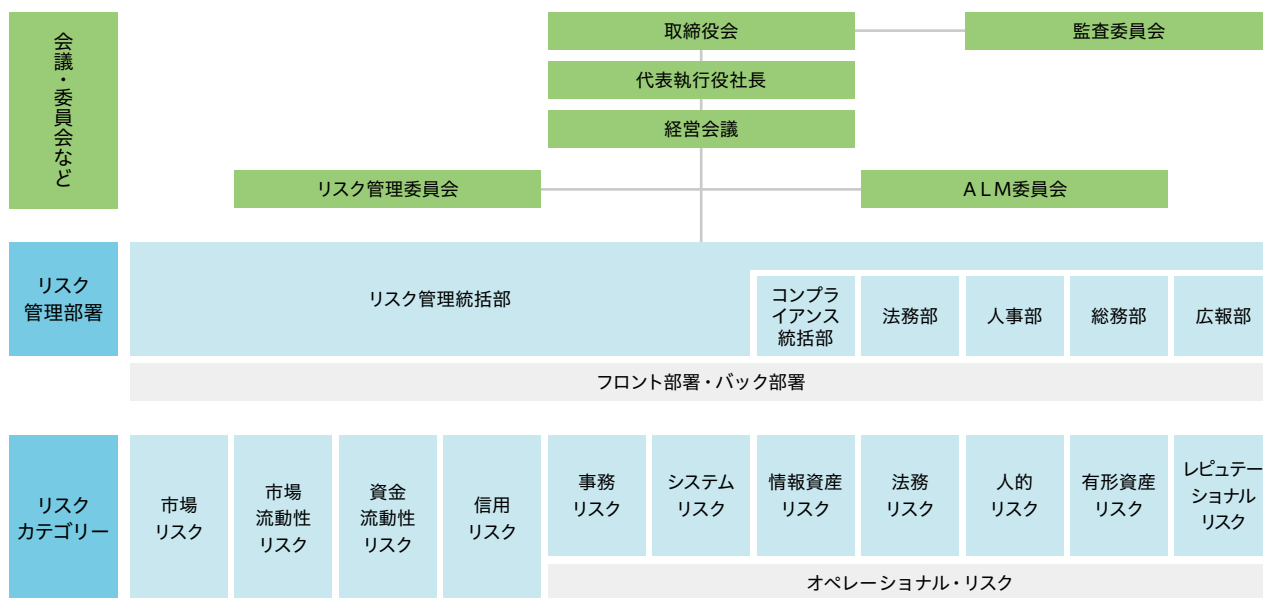 会議・委員会など
取締役会
監査委員会
代表執行役社長
経営会議
リスク管理委員会
ALM委員会
リスク
管理部署
リスク管理統括部
コンプラ
イアンス
統括部
法務部
人事部
総務部
広報部
フロント部署・バック部署
リスク
カテゴリー
市場
リスク
市場
流動性
リスク
資金
流動性
リスク
信用
リスク
事務
リスク
システム
リスク
情報資産
リスク
法務
リスク
人的
リスク
有形資産
リスク
レピュテー
ショナル
リスク
オペレーショナル・リスク